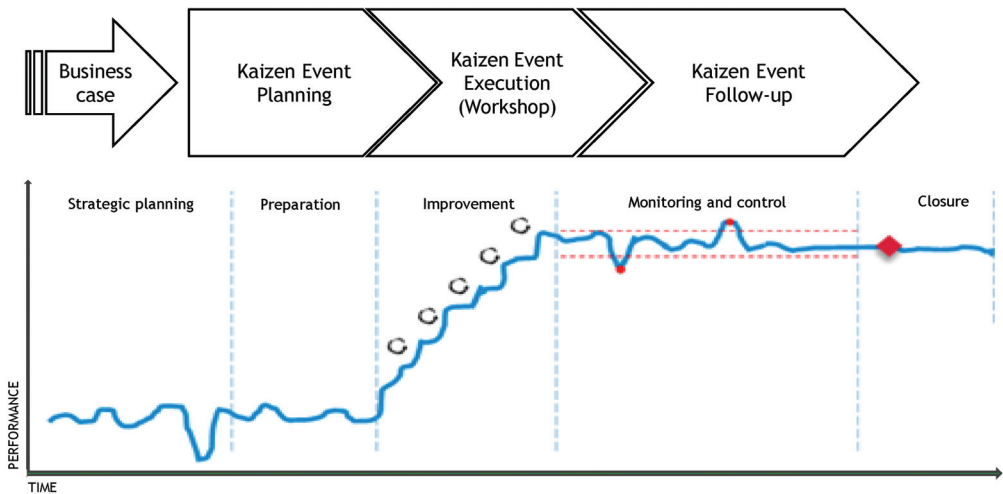 Business
case
Kaizen Event
Planning
Kaizen Event
Execution
(Workshop)
Kaizen Event
Follow-up
Strategic planning
Preparation
Improvement
Monitoring and control
Closure
PERFORMANCE
TIME